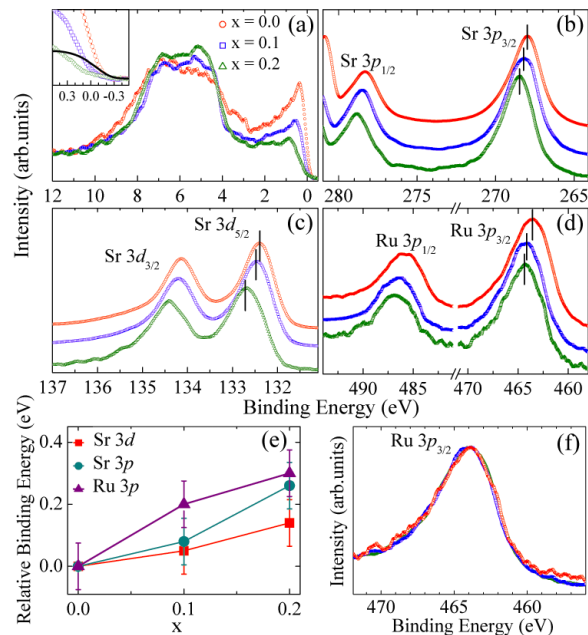 (a)
x = 0.0
x = 0.1
x = 0.2
0.3 0.0 -0.3
12 10 8 6 4 2 0
(b)
Sr 3p1/2
Sr 3p3/2
280 275 270 265
Intensity (arb.units)
(c)
Sr 3d5/2
Sr 3d3/2
137 136 135 134 133 132
(d)
Ru 3p1/2
Ru 3p3/2
490 485 470 465 460
Binding Energy (eV)
(e)
Sr 3d
Sr 3p
Ru 3p
Relative Binding Energy (eV)
0.4
0.2
0.0
0.0 0.1 0.2
x
(f)
Ru 3p3/2
Intensity (arb.units)
470 465 460
Binding Energy (eV)